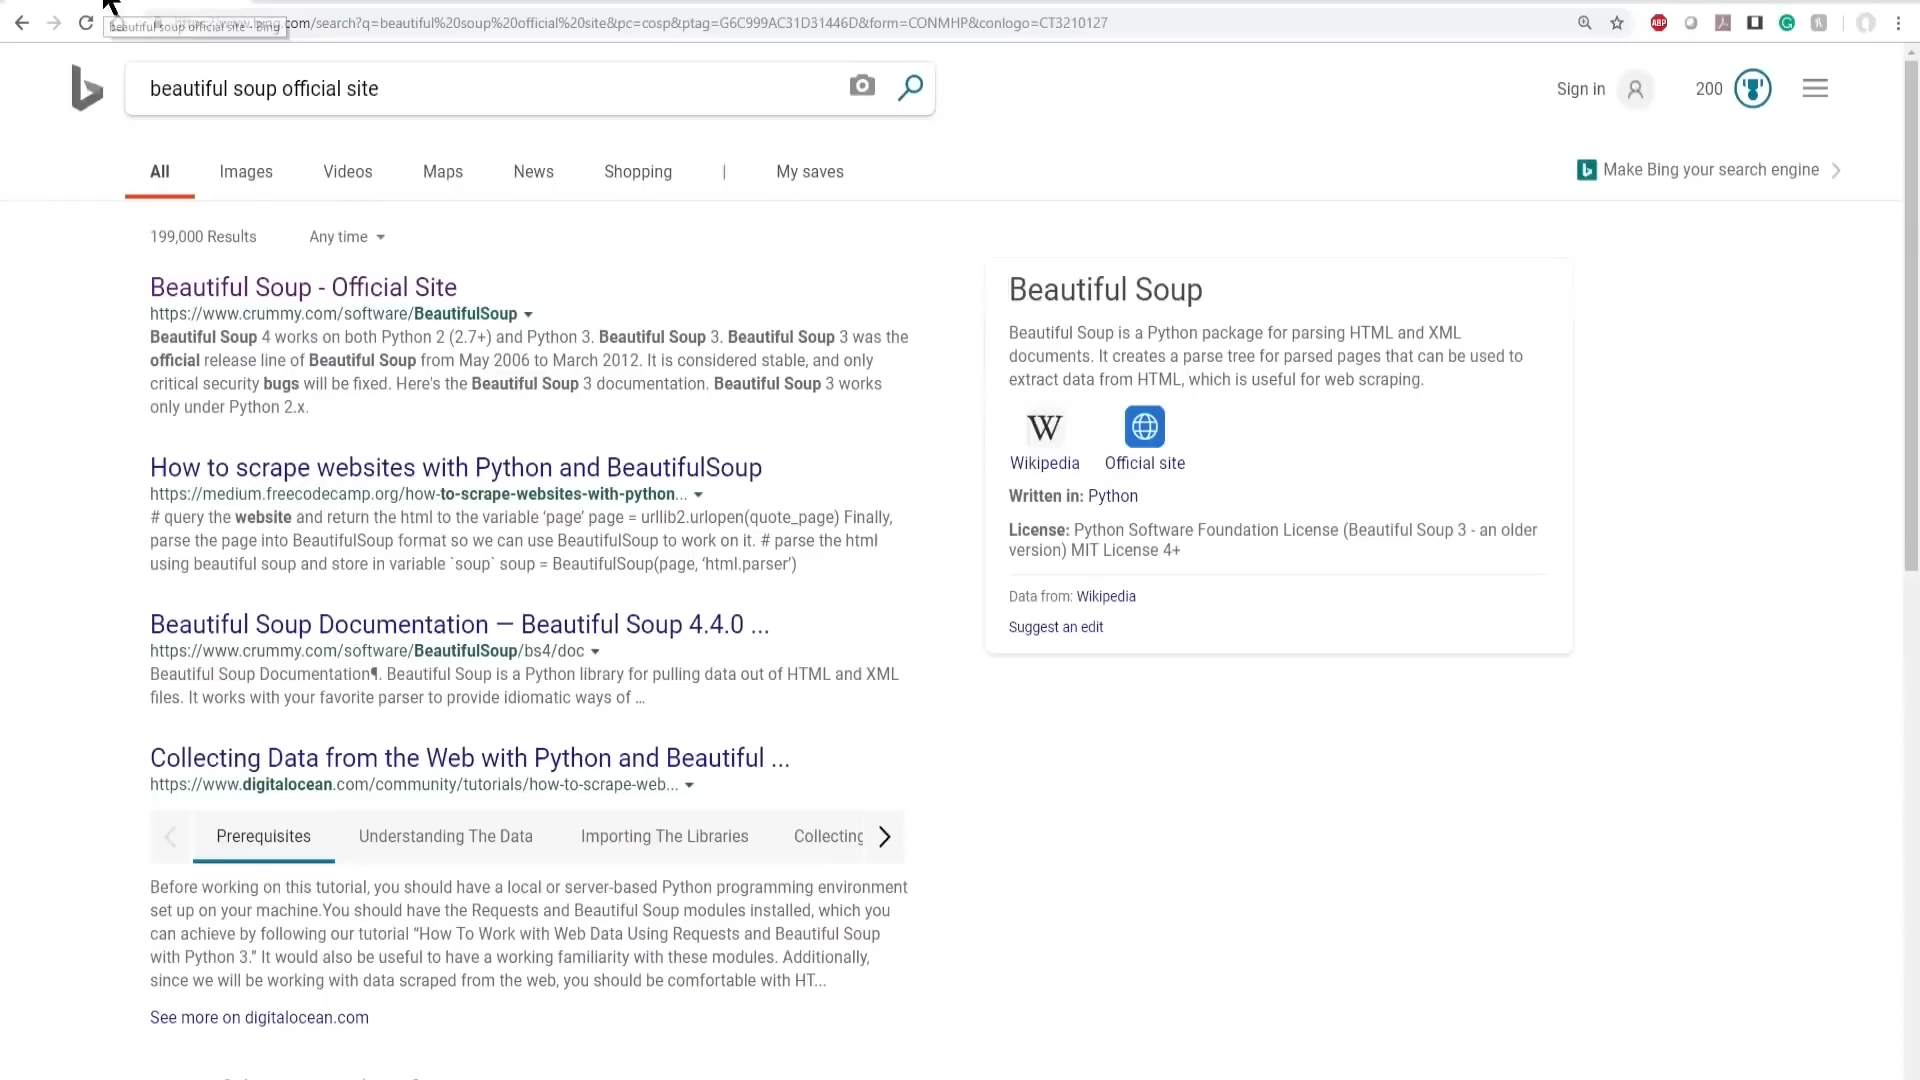 .com/search?q=beautiful%20soup%20official%20site&pc=cosp&ptag=G6C999AC31D31446D&form=CONMHP&conlogo=CT3210127
beautiful soup official site - Bing
ABP
beautiful soup official site
Sign in
200
All
Images
Videos
Maps
News
Shopping
|
My saves
Make Bing your search engine
199,000 Results
Any time
Beautiful Soup - Official Site
https://www.crummy.com/software/BeautifulSoup
Beautiful Soup 4 works on both Python 2 (2.7+) and Python 3. Beautiful Soup 3. Beautiful Soup 3 was the
official release line of Beautiful Soup from May 2006 to March 2012. It is considered stable, and only
critical security bugs will be fixed. Here's the Beautiful Soup 3 documentation. Beautiful Soup 3 works
only under Python 2.x.
How to scrape websites with Python and BeautifulSoup
https://medium.freecodecamp.org/how-to-scrape-websites-with-python...
# query the website and return the html to the variable ‘page’ page = urllib2.urlopen(quote_page) Finally,
parse the page into BeautifulSoup format so we can use BeautifulSoup to work on it. # parse the html
using beautiful soup and store in variable `soup` soup = BeautifulSoup(page, ‘html.parser’)
Beautiful Soup Documentation — Beautiful Soup 4.4.0 ...
https://www.crummy.com/software/BeautifulSoup/bs4/doc
Beautiful Soup Documentation¶. Beautiful Soup is a Python library for pulling data out of HTML and XML
files. It works with your favorite parser to provide idiomatic ways of ...
Collecting Data from the Web with Python and Beautiful ...
https://www.digitalocean.com/community/tutorials/how-to-scrape-web...
Prerequisites
Understanding The Data
Importing The Libraries
Collecting
Before working on this tutorial, you should have a local or server-based Python programming environment
set up on your machine.You should have the Requests and Beautiful Soup modules installed, which you
can achieve by following our tutorial “How To Work with Web Data Using Requests and Beautiful Soup
with Python 3.” It would also be useful to have a working familiarity with these modules. Additionally,
since we will be working with data scraped from the web, you should be comfortable with HT...
See more on digitalocean.com
Beautiful Soup
Beautiful Soup is a Python package for parsing HTML and XML
documents. It creates a parse tree for parsed pages that can be used to
extract data from HTML, which is useful for web scraping.
W
Wikipedia
Official site
Written in: Python
License: Python Software Foundation License (Beautiful Soup 3 - an older
version) MIT License 4+
Data from: Wikipedia
Suggest an edit